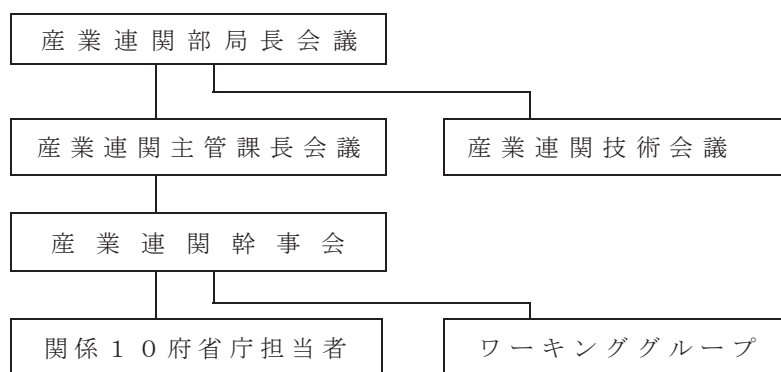 産業連関部局長会議
産業連関主管課長会議
産業連関技術会議
産業連関幹事会
関係１０府省庁担当者
ワーキンググループ